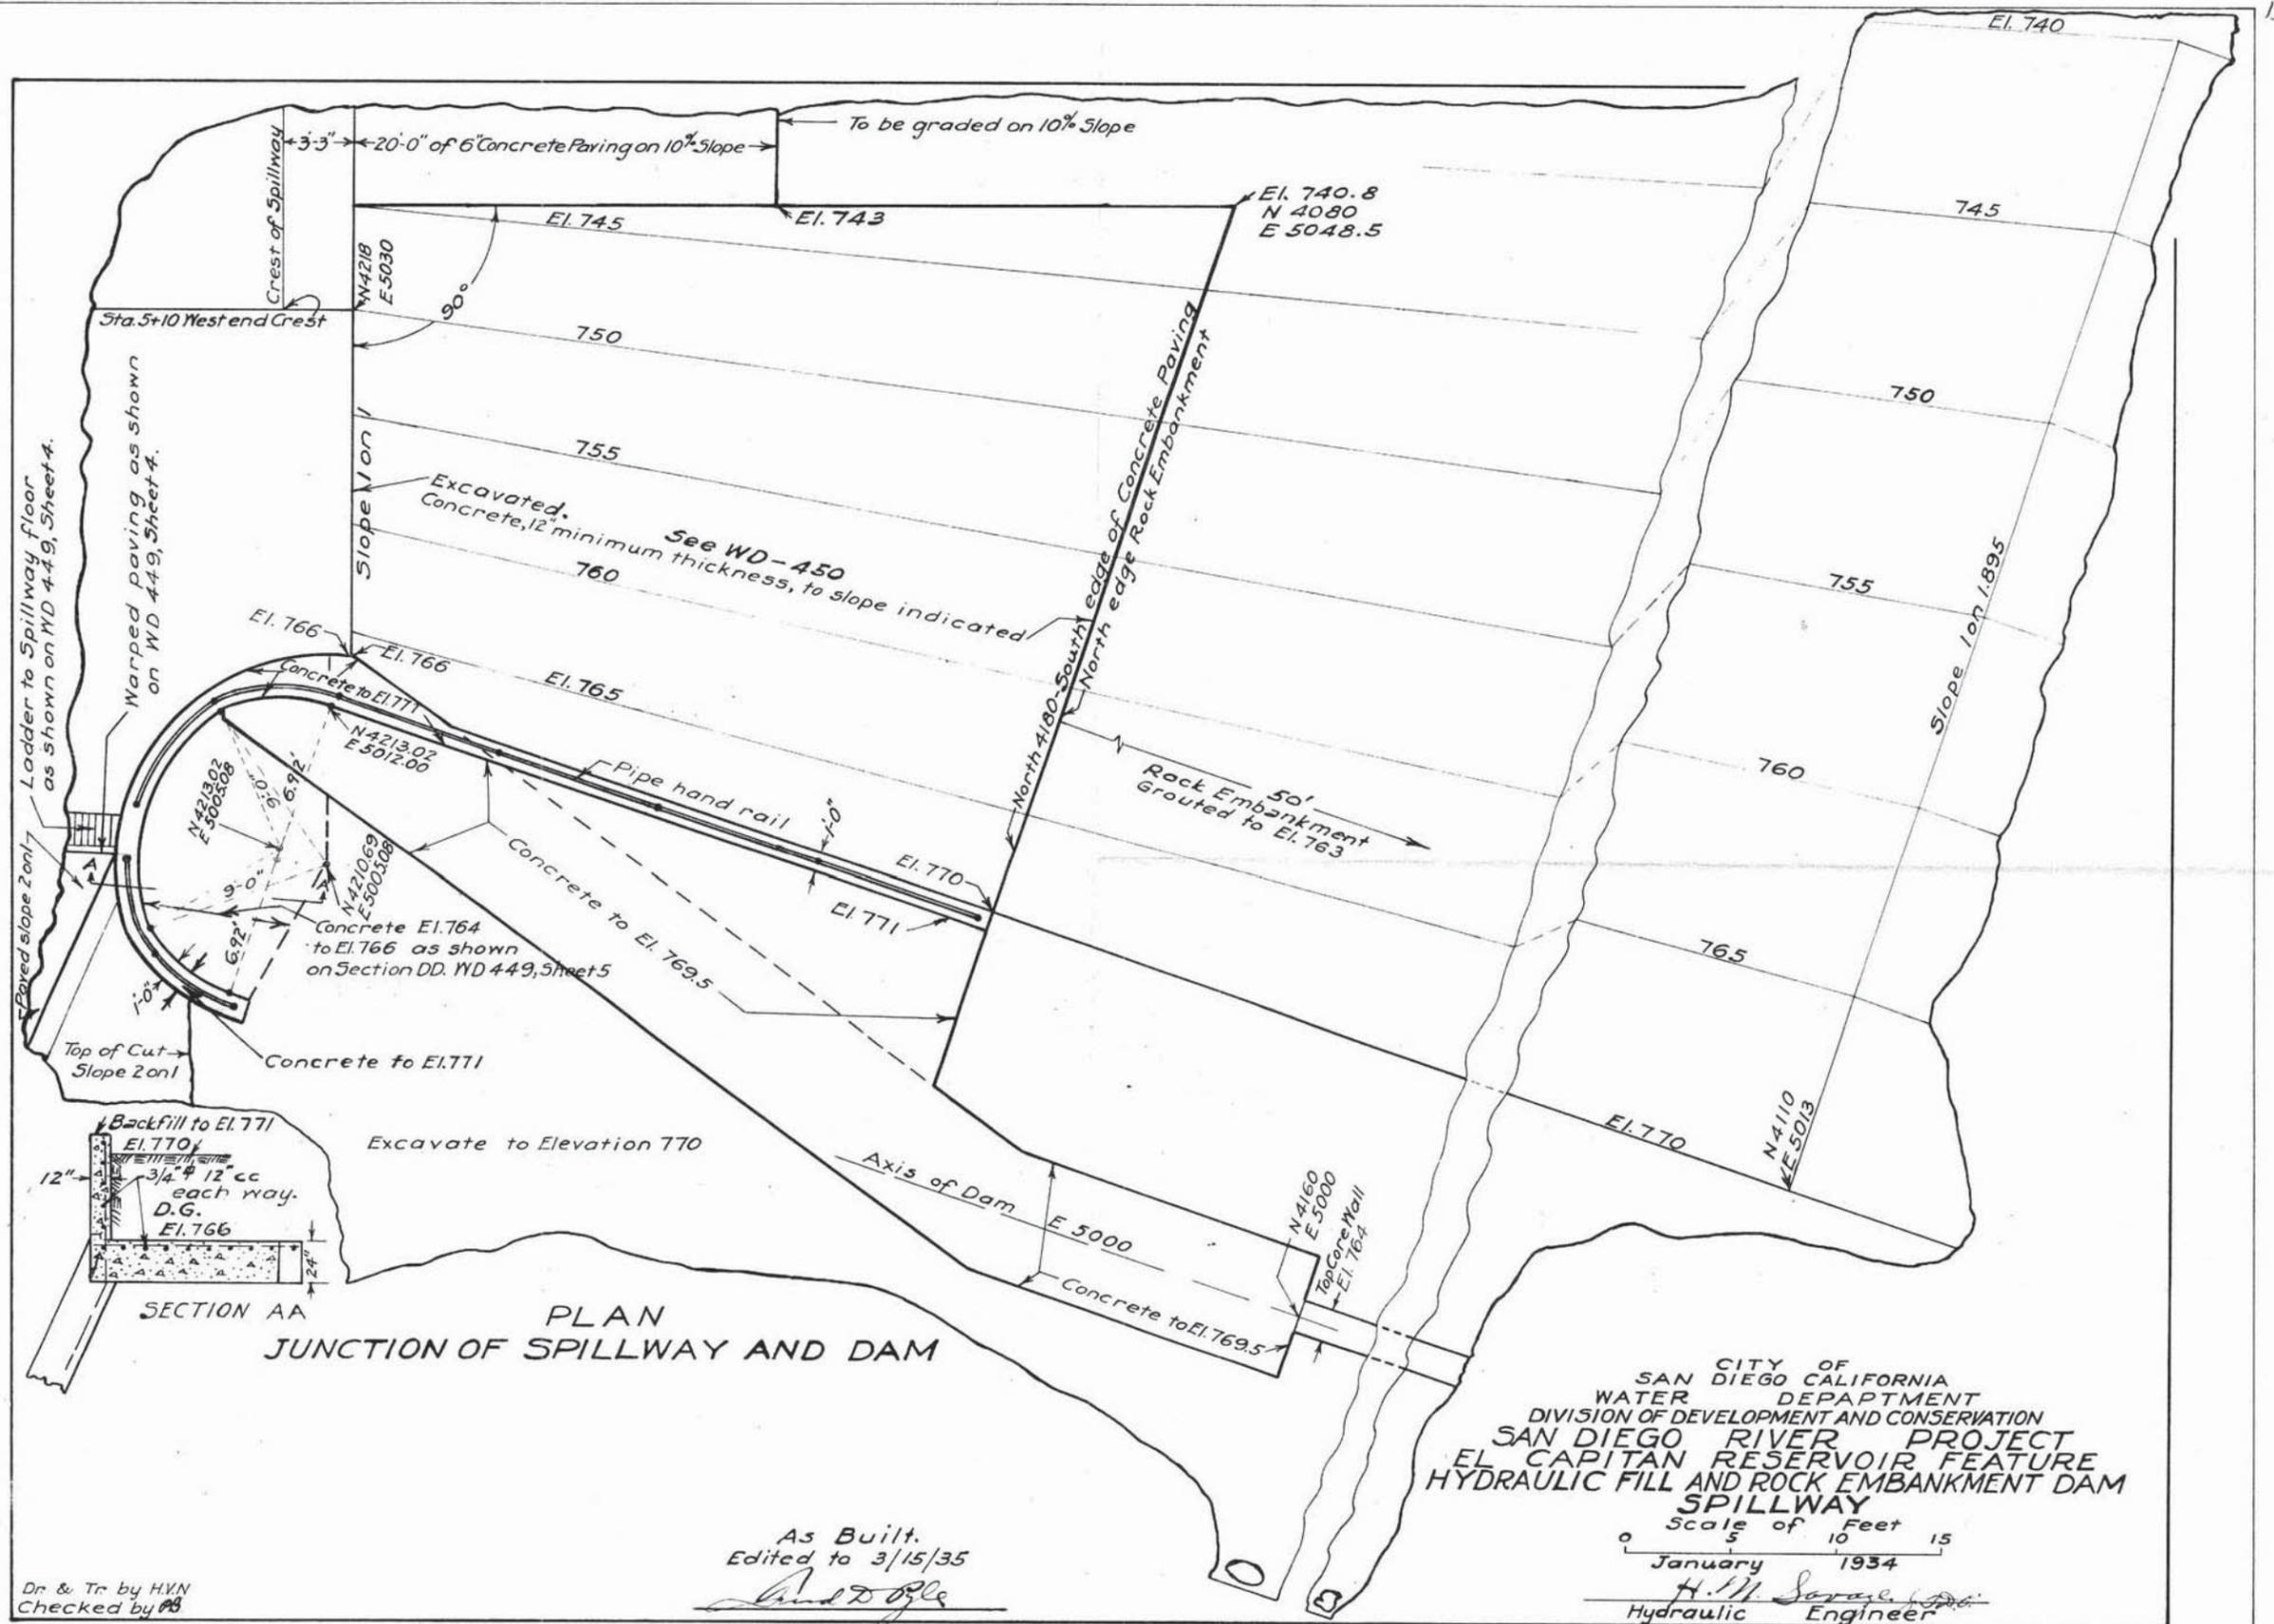 El. 740
To be graded on 10% Slope
3'-3"
20'-0" of 6" Concrete Paving on 10% Slope
Crest of Spillway
El. 740.8
N 4080
E 5048.5
El. 745
El. 743
745
N4218
E5030
90°
Sta. 5+10 West end Crest
750
750
Warped paving as shown
on WD 449, Sheet 4.
Ladder to Spillway floor
as shown on WD 449, Sheet 4.
Slope 1 on 1
755
755
Excavated.
Concrete, 12" minimum thickness, to slope indicated
See WD-450
760
North 4180-South edge of Concrete Paving
North edge Rock Embankment
Slope 1 on 1.895
El. 766
El. 766
El. 765
Concrete to El. 771
N4213.02
E5012.00
Pipe hand rail
1'-0"
50'
Rock Embankment
Grouted to El. 763
760
N4213.02
E5005.08
9'-0"
6.92'
N4210.69
E5005.08
9'-0"
6.92'
A
A
Paved slope 2 on 1
Concrete El. 764
to El. 766 as shown
on Section DD. WD 449, Sheet 5
Concrete to El. 769.5
El. 770
El. 771
765
1'-0"
Top of Cut
Slope 2 on 1
Concrete to El. 771
Backfill to El. 771
El. 770
12"
3/4" ϕ 12" cc
each way.
D.G.
El. 766
24"
SECTION AA
Excavate to Elevation 770
Axis of Dam
E 5000
N4160
E 5000
Top Core Wall
El. 764
Concrete to El. 769.5
El. 770
N4110
E5013
PLAN
JUNCTION OF SPILLWAY AND DAM
CITY OF
SAN DIEGO CALIFORNIA
WATER DEPAPTMENT
DIVISION OF DEVELOPMENT AND CONSERVATION
SAN DIEGO RIVER PROJECT
EL CAPITAN RESERVOIR FEATURE
HYDRAULIC FILL AND ROCK EMBANKMENT DAM
SPILLWAY
Scale of Feet
0 5 10 15
January 1934
H. M. Savage
Hydraulic Engineer
As Built.
Edited to 3/15/35
Dr. & Tr. by H.V.N
Checked by